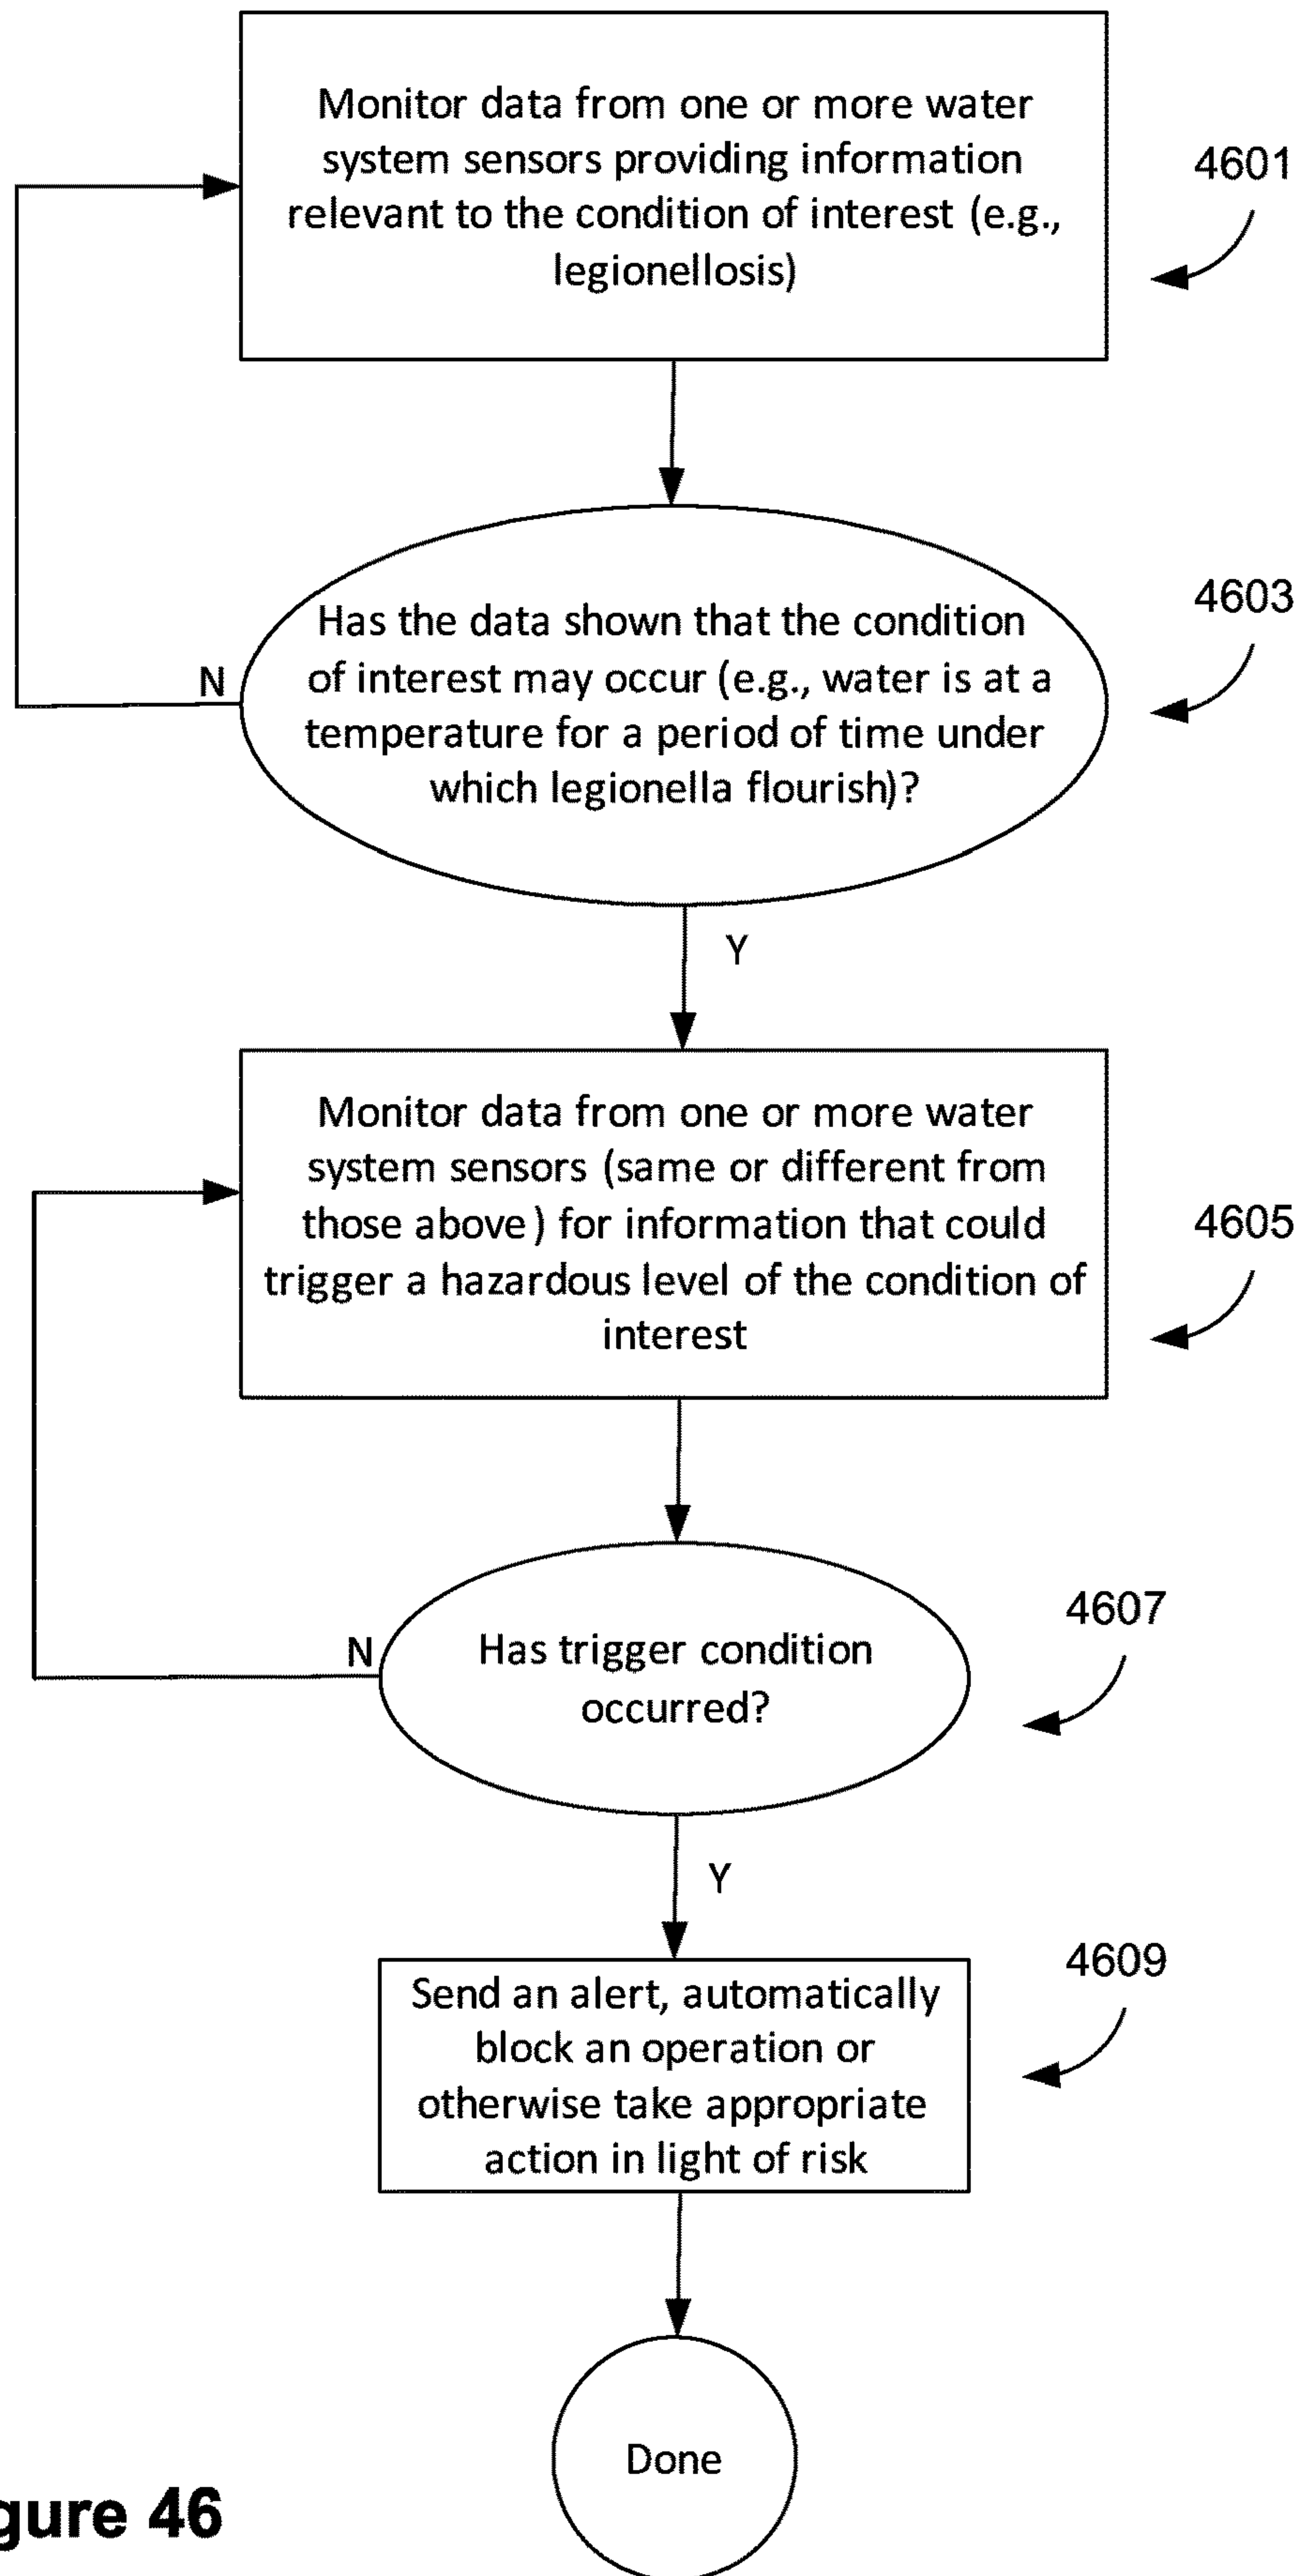 Monitor data from one or more water
system sensors providing information
relevant to the condition of interest (e.g.,
legionellosis)
4601
Has the data shown that the condition
of interest may occur (e.g., water is at a
temperature for a period of time under
which legionella flourish)?
4603
N
Y
Monitor data from one or more water
system sensors (same or different from
those above) for information that could
trigger a hazardous level of the condition of
interest
4605
Has trigger condition
occurred?
4607
N
Y
Send an alert, automatically
block an operation or
otherwise take appropriate
action in light of risk
4609
Done
gure 46